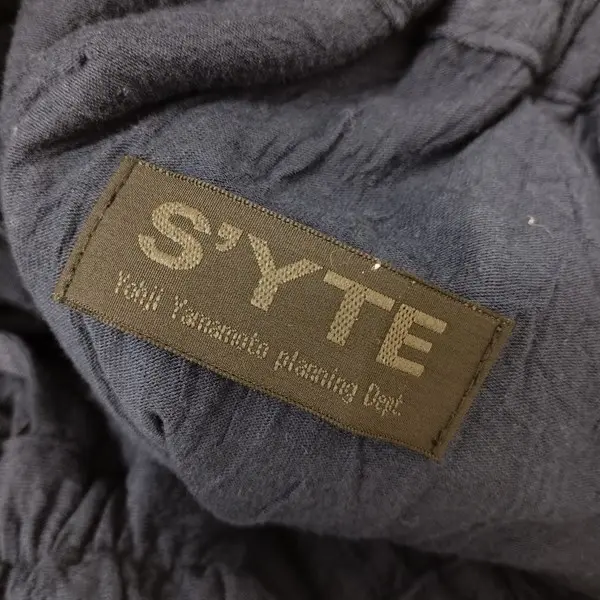 S'YTE
Yohji Yamamoto planning Dept.